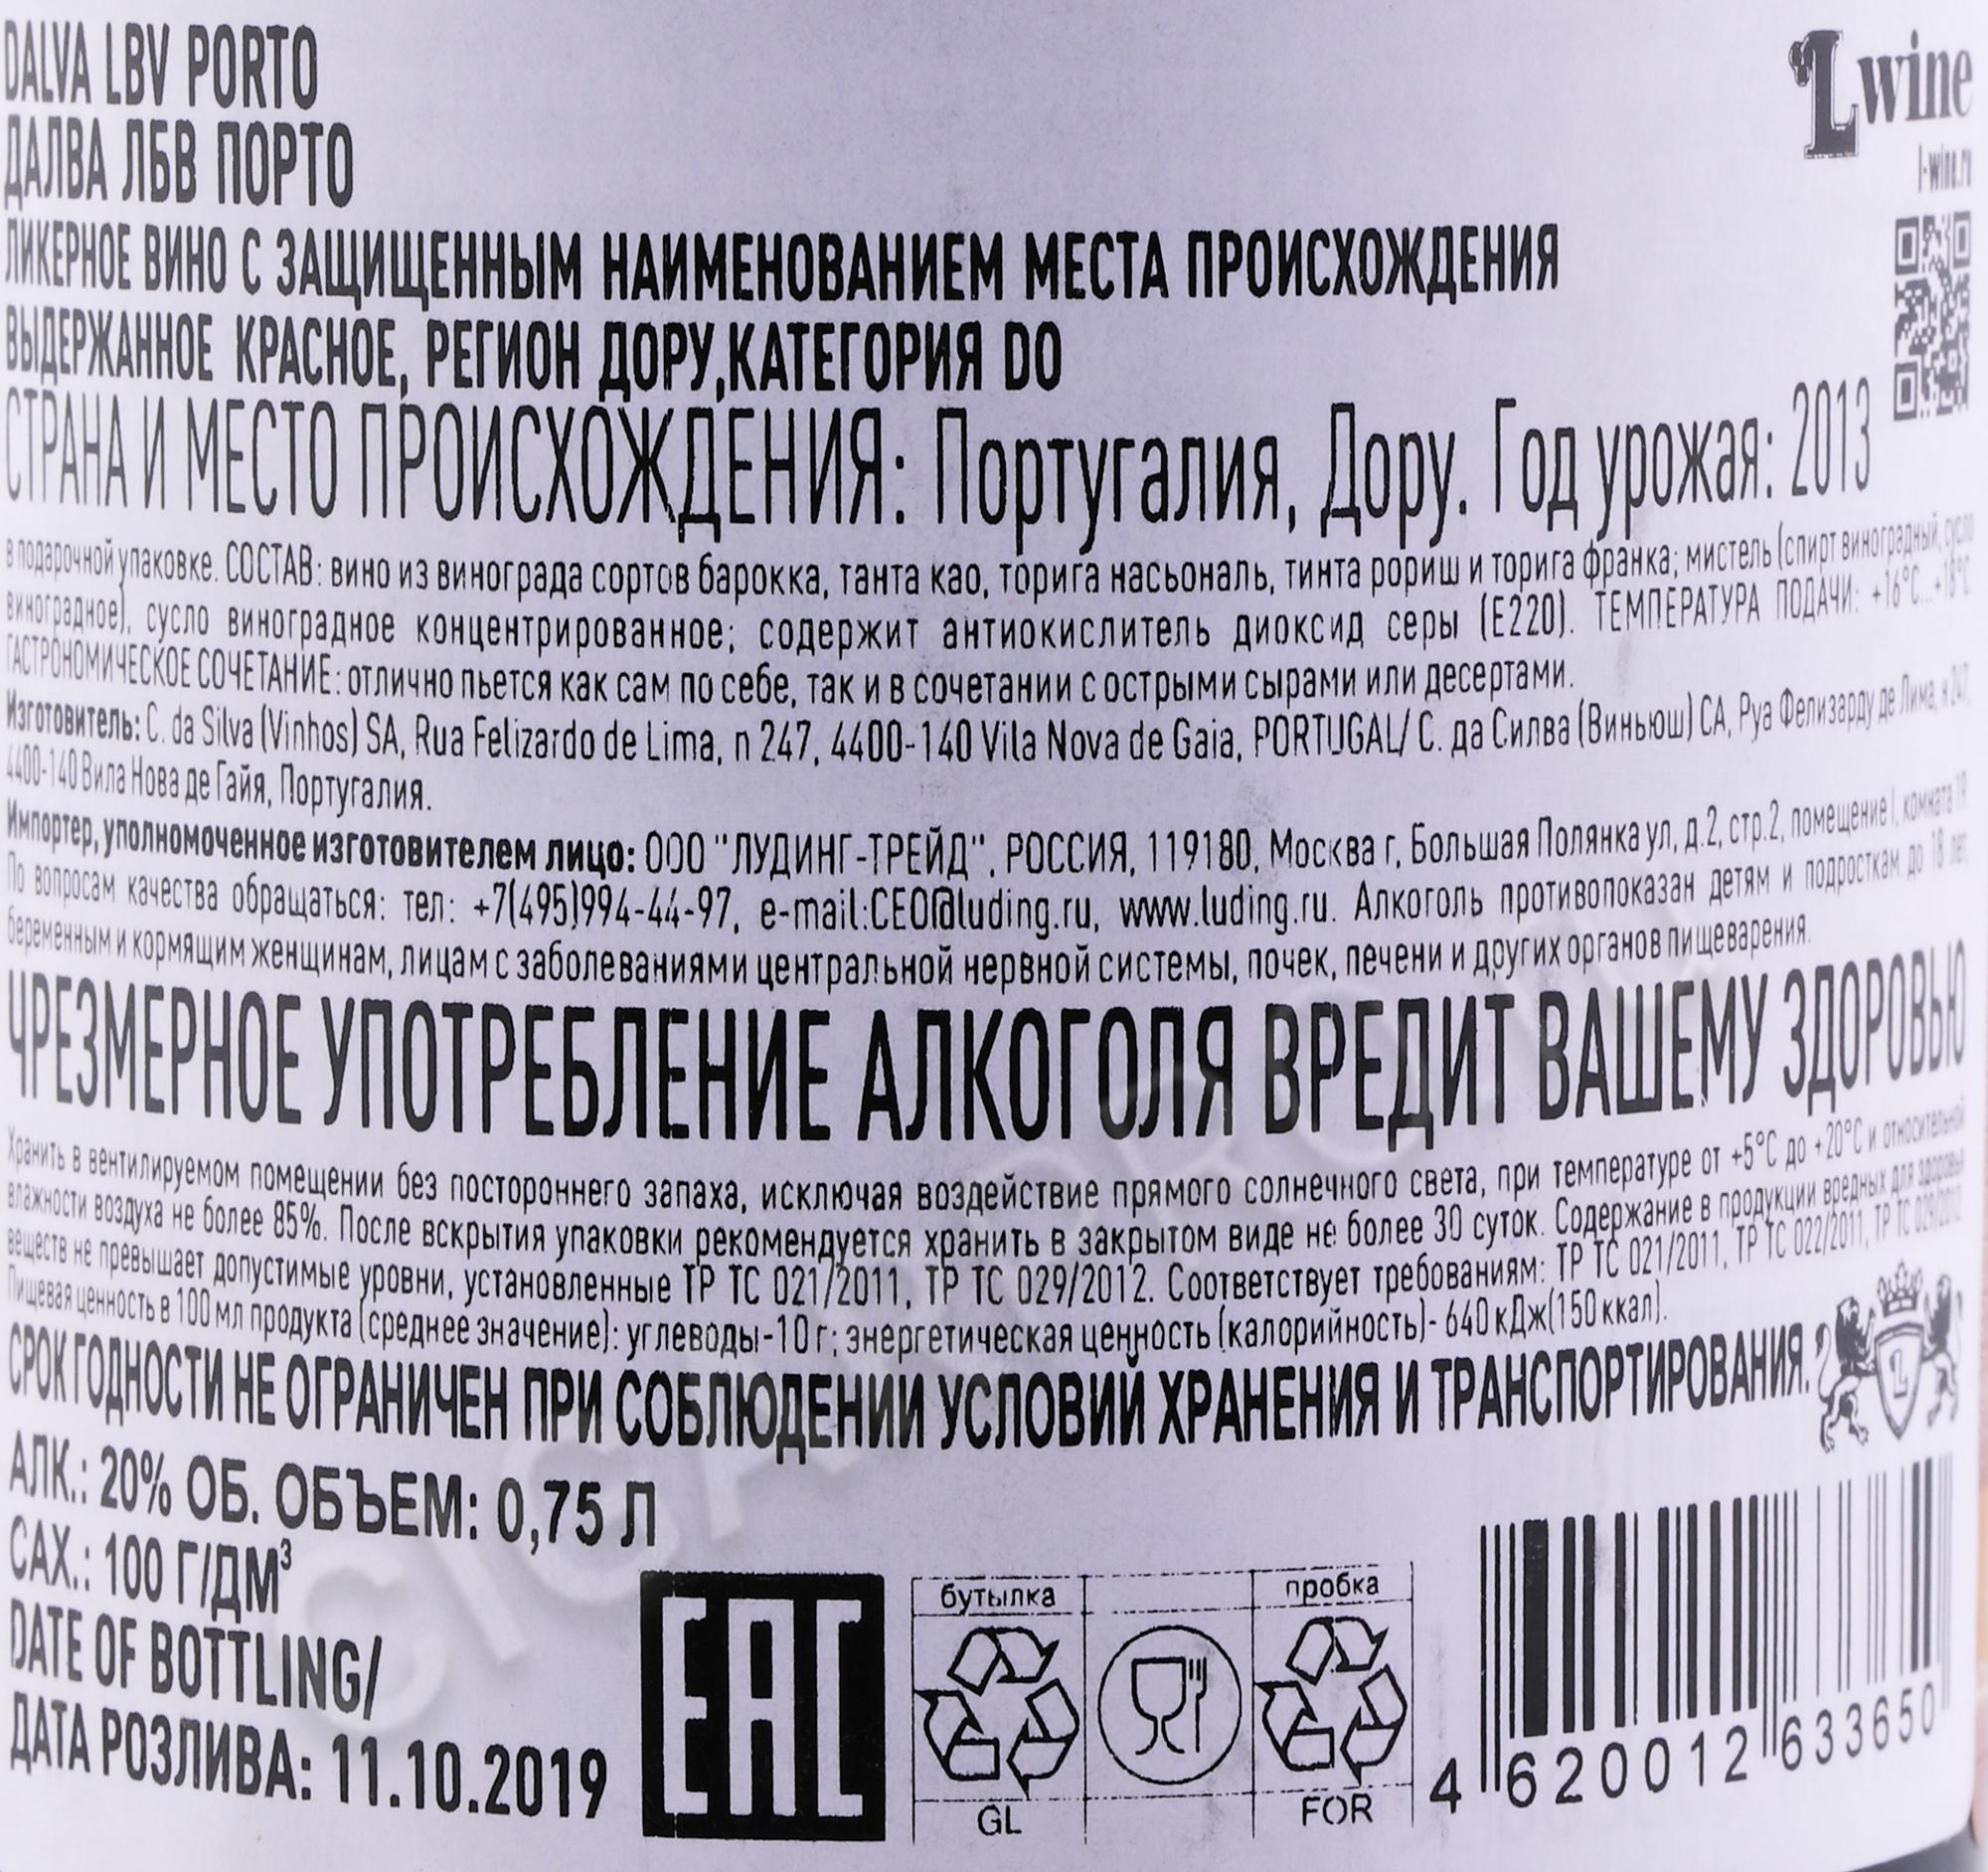 DALVA LBV PORTO
L wine
ДАЛВА ЛБВ ПОРТО
l-wine.ru
ЛИКЕРНОЕ ВИНО С ЗАЩИЩЕННЫМ НАИМЕНОВАНИЕМ МЕСТА ПРОИСХОЖДЕНИЯ
ВЫДЕРЖАННОЕ КРАСНОЕ, РЕГИОН ДОРУ,КАТЕГОРИЯ DO
СТРАНА И МЕСТО ПРОИСХОЖДЕНИЯ: Португалия, Дору. Год урожая: 2013
в подарочной упаковке. СОСТАВ: вино из винограда сортов барокка, танта као, торига насьональ, тинта рориш и торига франка; мистель (спирт виноградный, сусло
виноградное), сусло виноградное концентрированное; содержит антиокислитель диоксид серы (Е220). ТЕМПЕРАТУРА ПОДАЧИ: +16°С...+18°С
ГАСТРОНОМИЧЕСКОЕ СОЧЕТАНИЕ: отлично пьется как сам по себе, так и в сочетании с острыми сырами или десертами.
Изготовитель: C. da Silva (Vinhos) SA, Rua Felizardo de Lima, n 247, 4400-140 Vila Nova de Gaia, PORTUGAL/ С. да Силва (Виньюш) СА, Руа Фелизарду де Лима, н 247,
4400-140 Вила Нова де Гайя, Португалия.
Импортер, уполномоченное изготовителем лицо: ООО "ЛУДИНГ-ТРЕЙД", РОССИЯ, 119180, Москва г, Большая Полянка ул, д.2, стр.2, помещение I, комната 19
По вопросам качества обращаться: тел: +7(495)994-44-97, e-mail:CEO@luding.ru, www.luding.ru. Алкоголь противопоказан детям и подросткам до 18 лет,
беременным и кормящим женщинам, лицам с заболеваниями центральной нервной системы, почек, печени и других органов пищеварения.
ЧРЕЗМЕРНОЕ УПОТРЕБЛЕНИЕ АЛКОГОЛЯ ВРЕДИТ ВАШЕМУ ЗДОРОВЬЮ
Хранить в вентилируемом помещении без постороннего запаха, исключая воздействие прямого солнечного света, при температуре от +5°С до +20°С и относительной
влажности воздуха не более 85%. После вскрытия упаковки рекомендуется хранить в закрытом виде не более 30 суток. Содержание в продукции вредных для здоровья
веществ не превышает допустимые уровни, установленные ТР ТС 021/2011, ТР ТС 029/2012. Соответствует требованиям: ТР ТС 021/2011, ТР ТС 022/2011, ТР ТС 029/2012
Пищевая ценность в 100 мл продукта (среднее значение): углеводы-10 г; энергетическая ценность (калорийность)- 640 кДж(150 ккал).
СРОК ГОДНОСТИ НЕ ОГРАНИЧЕН ПРИ СОБЛЮДЕНИИ УСЛОВИЙ ХРАНЕНИЯ И ТРАНСПОРТИРОВАНИЯ.
АЛК.: 20% ОБ. ОБЪЕМ: 0,75 Л
САХ.: 100 Г/ДМ³
DATE OF BOTTLING/
ДАТА РОЗЛИВА: 11.10.2019
EAC
бутылка
GL
пробка
FOR
4 620012 633650